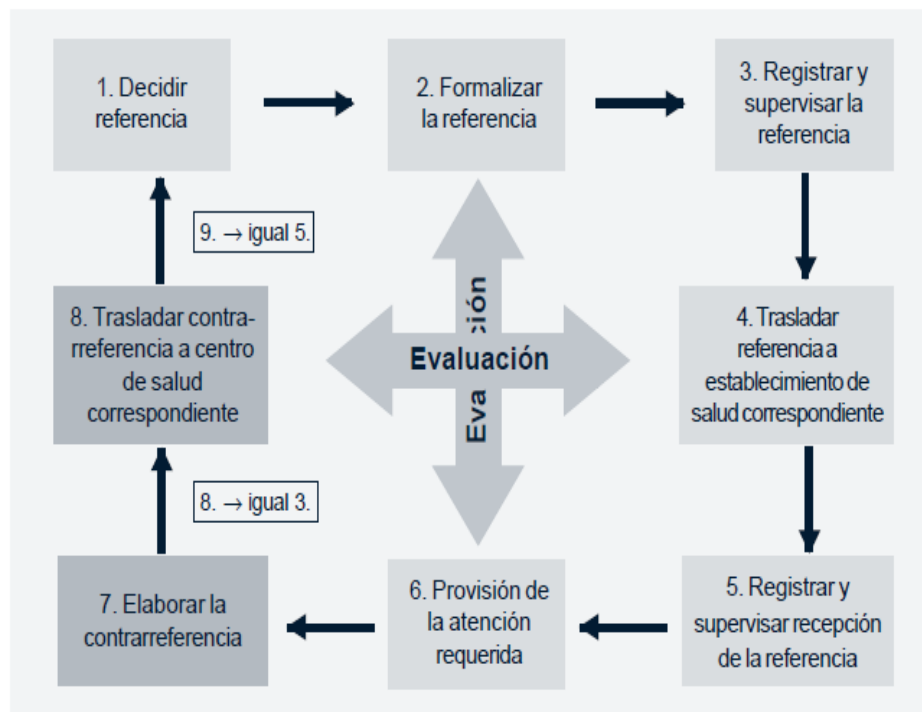 1. Decidir
referencia
2. Formalizar
la referencia
3. Registrar y
supervisar la
referencia
9. → igual 5.
8. Trasladar contra-
rreferencia a centro
de salud
correspondiente
Evaluación
Eva ción
4. Trasladar
referencia a
establecimiento de
salud correspondiente
8. → igual 3.
7. Elaborar la
contrarreferencia
6. Provisión de
la atención
requerida
5. Registrar y
supervisar recepción
de la referencia